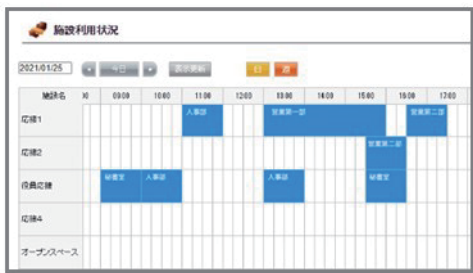 施設利用状況
2021/01/25 今日 表示更新 日 週
施設名 09:00 10:00 11:00 12:00 13:00 14:00 15:00 16:00 17:00
応接1 人事部 営業第一部 営業第二部
応接2 営業第二部
役員応接 秘書室 人事部 人事部 秘書室
応接4
オープンスペース